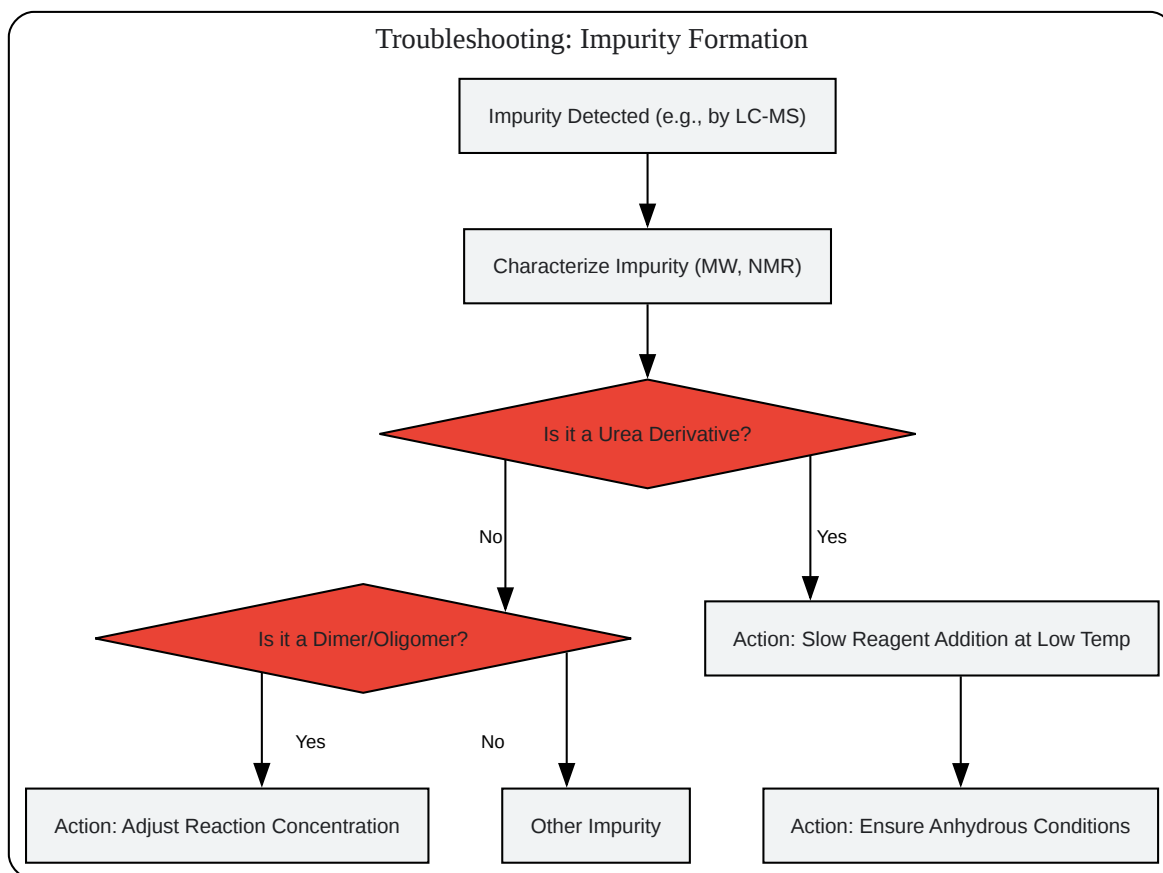 Troubleshooting: Impurity Formation
Impurity Detected (e.g., by LC-MS)
Characterize Impurity (MW, NMR)
Is it a Urea Derivative?
No
Yes
Is it a Dimer/Oligomer?
Action: Slow Reagent Addition at Low Temp
Yes
No
Action: Adjust Reaction Concentration
Other Impurity
Action: Ensure Anhydrous Conditions